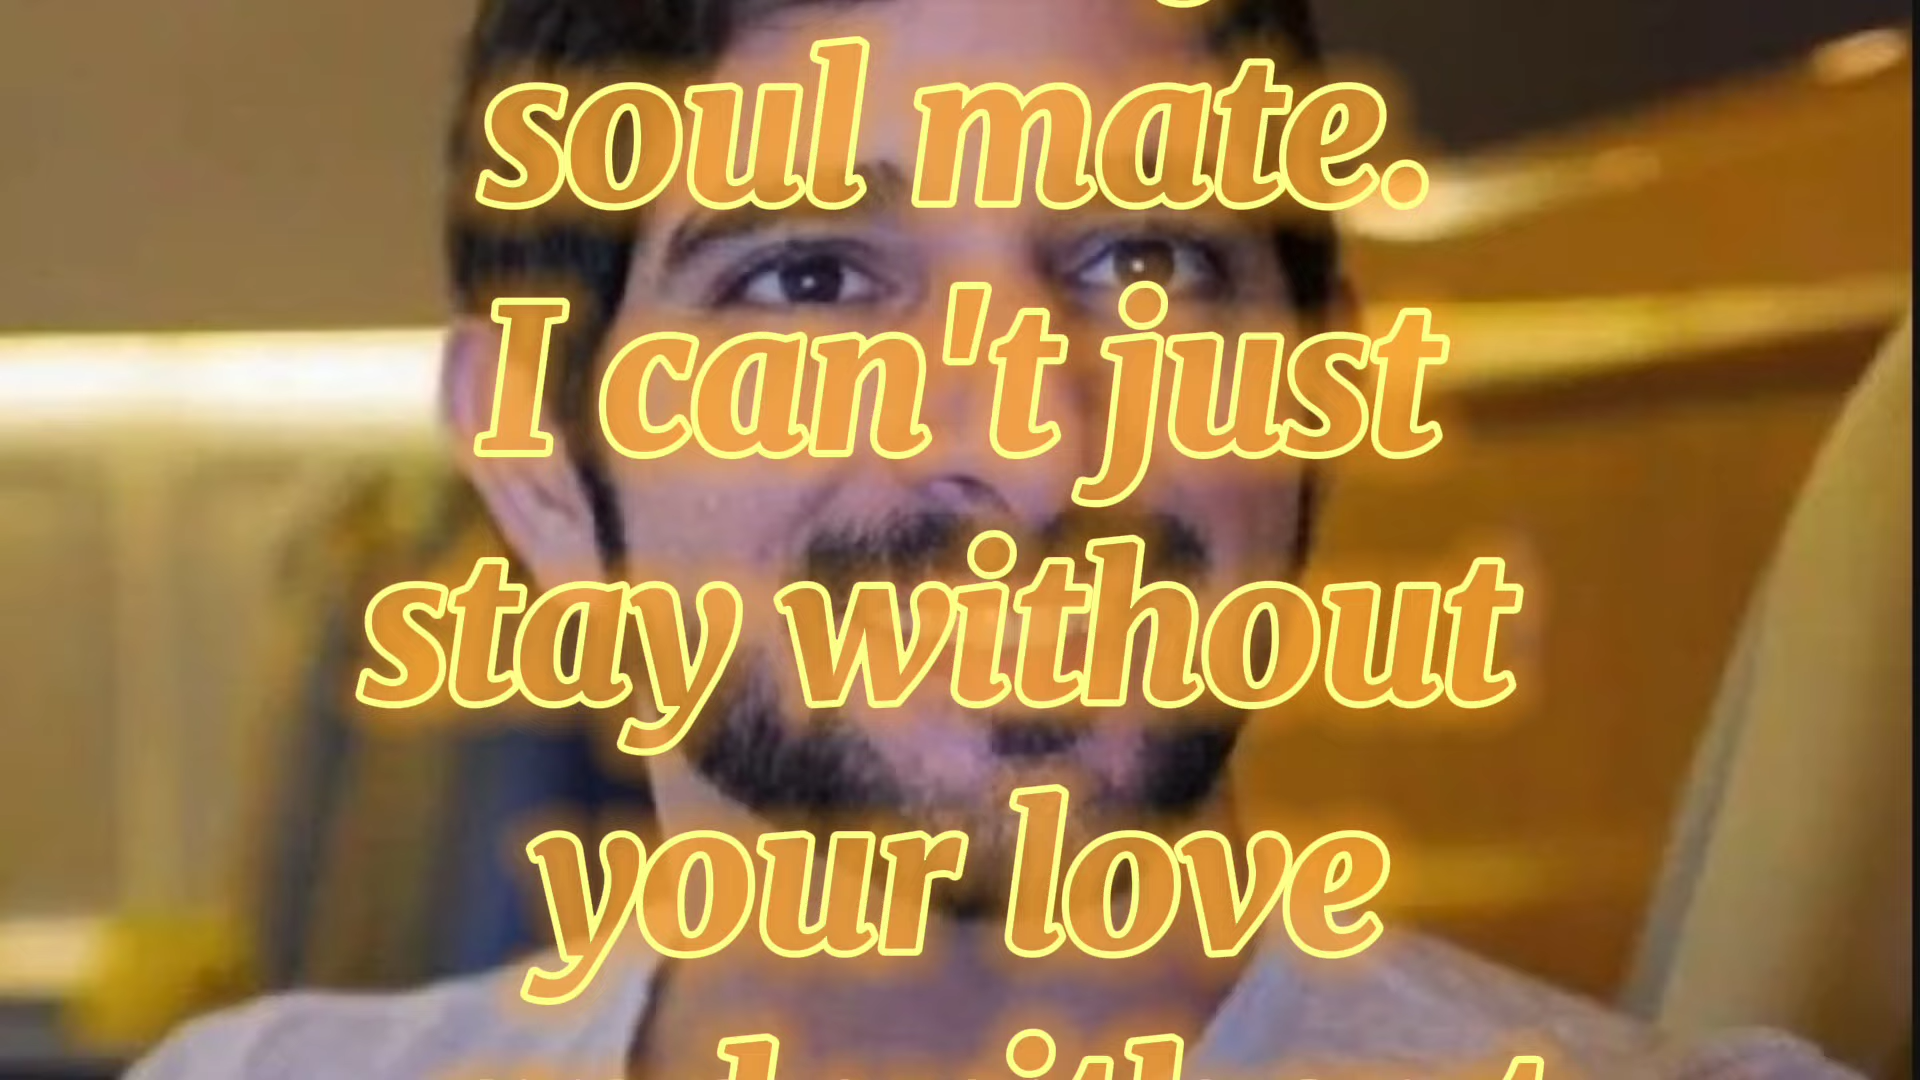 soul mate.
I can't just
stay without
your love